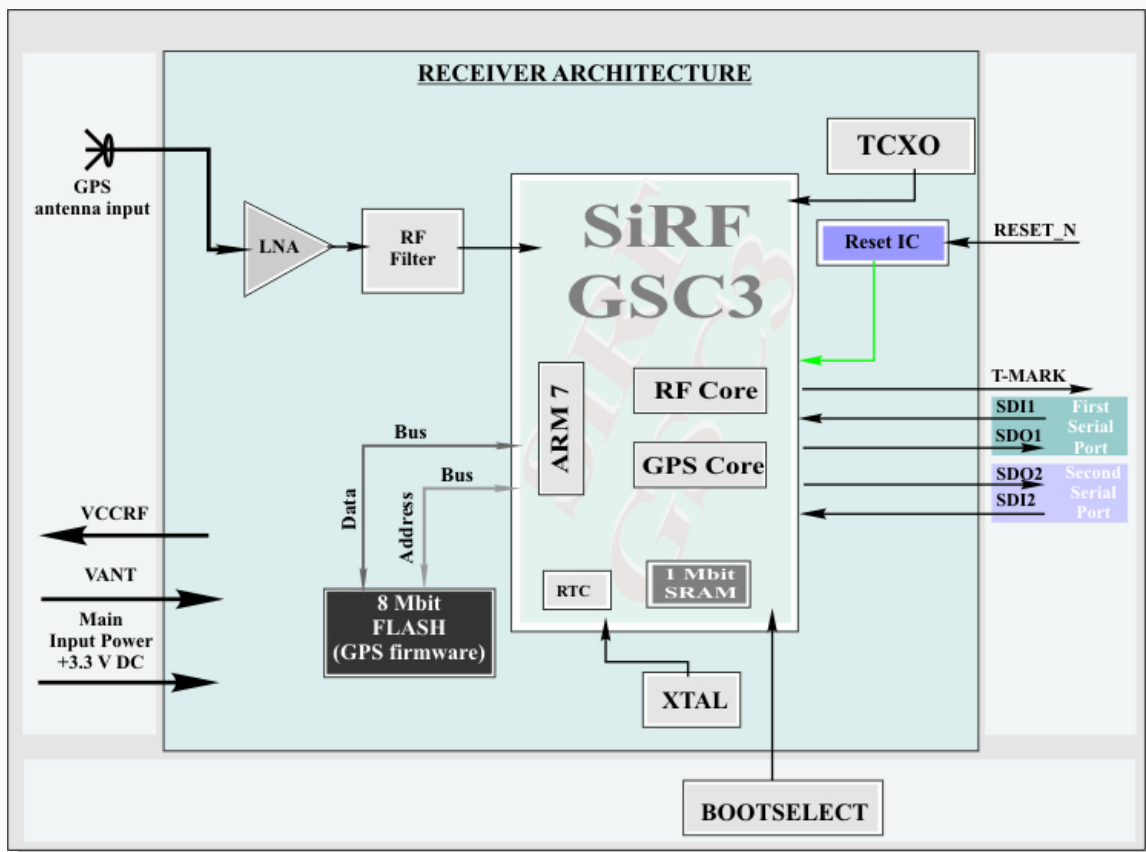 RECEIVER ARCHITECTURE
GPS
antenna input
LNA
RF
Filter
SiRF
GSC3
SiRF
GSC3
TCXO
Reset IC
RESET_N
ARM 7
RF Core
GPS Core
T-MARK
SDI1
First
Serial
Port
SDO1
SDO2
Second
Serial
Port
SDI2
Bus
Bus
Data
Address
VCCRF
VANT
Main
Input Power
+3.3 V DC
8 Mbit
FLASH
(GPS firmware)
RTC
1 Mbit
SRAM
XTAL
BOOTSELECT